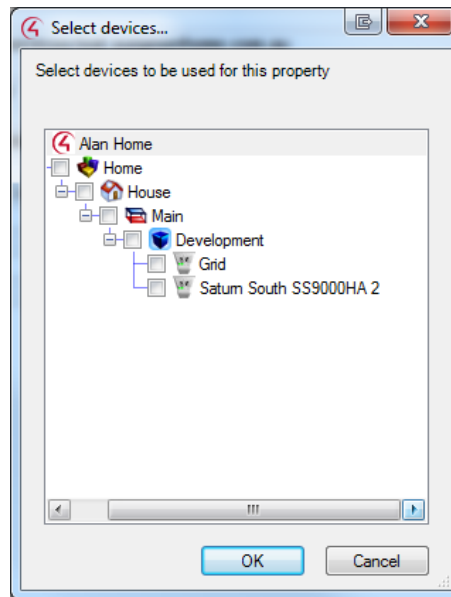 Select devices...
Select devices to be used for this property
Alan Home
Home
House
Main
Development
Grid
Saturn South SS9000HA 2
OK
Cancel